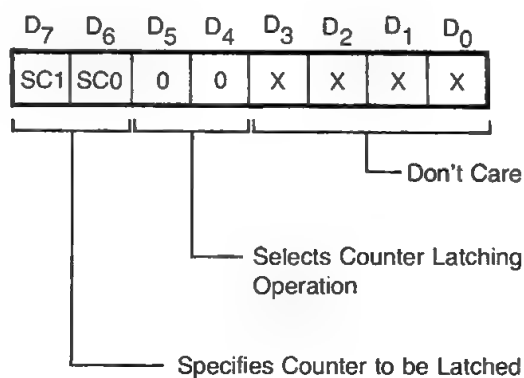 D7 D6 D5 D4 D3 D2 D1 D0
SC1 SC0 0 0 X X X X
Don't Care
Selects Counter Latching
Operation
Specifies Counter to be Latched